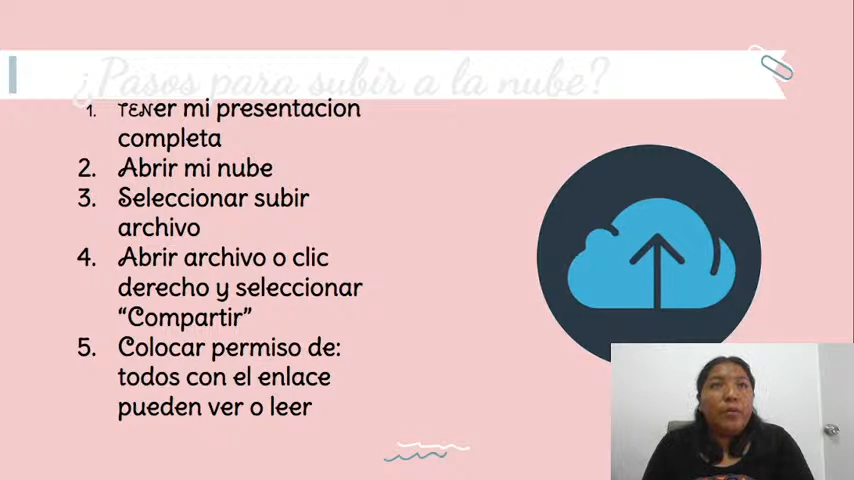 ¿Pasos para subir a la nube?
1. TENer mi presentacion
completa
2. Abrir mi nube
3. Seleccionar subir
archivo
4. Abrir archivo o clic
derecho y seleccionar
“Compartir”
5. Colocar permiso de:
todos con el enlace
pueden ver o leer